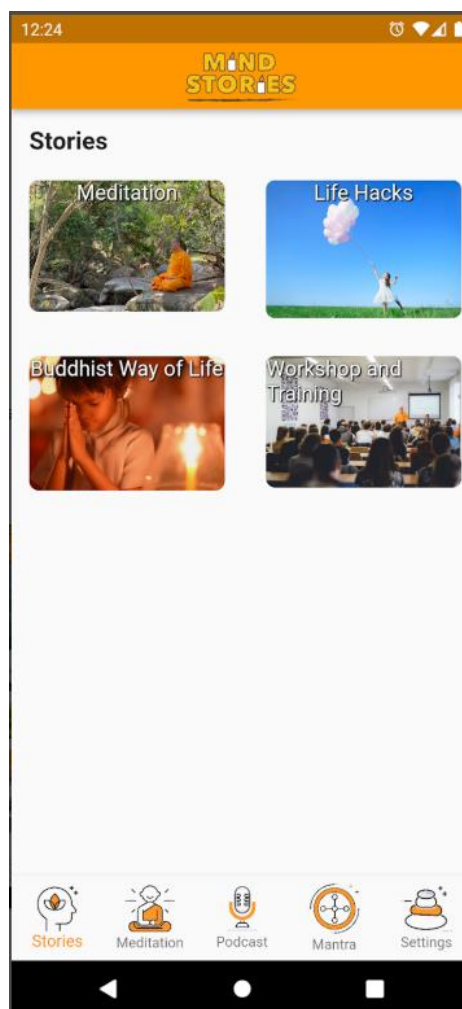 12:24
MIND
STORIES
Stories
Meditation
Life Hacks
Buddhist Way of Life
Workshop and
Training
Stories
Meditation
Podcast
Mantra
Settings